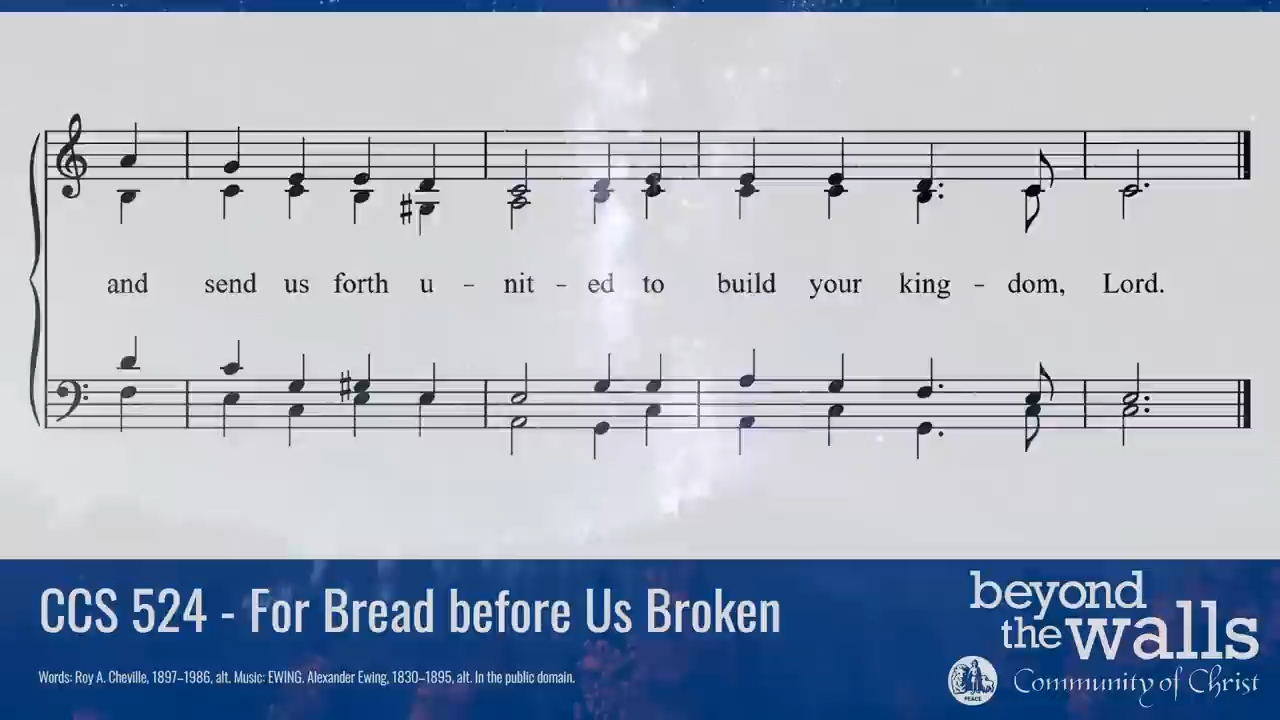 and send us forth u - nit - ed to build your king - dom, Lord.
CCS 524 - For Bread before Us Broken
Words: Roy A. Cheville, 1897–1986, alt. Music: EWING. Alexander Ewing, 1830–1895, alt. In the public domain.
beyond
the walls
PEACE
Community of Christ